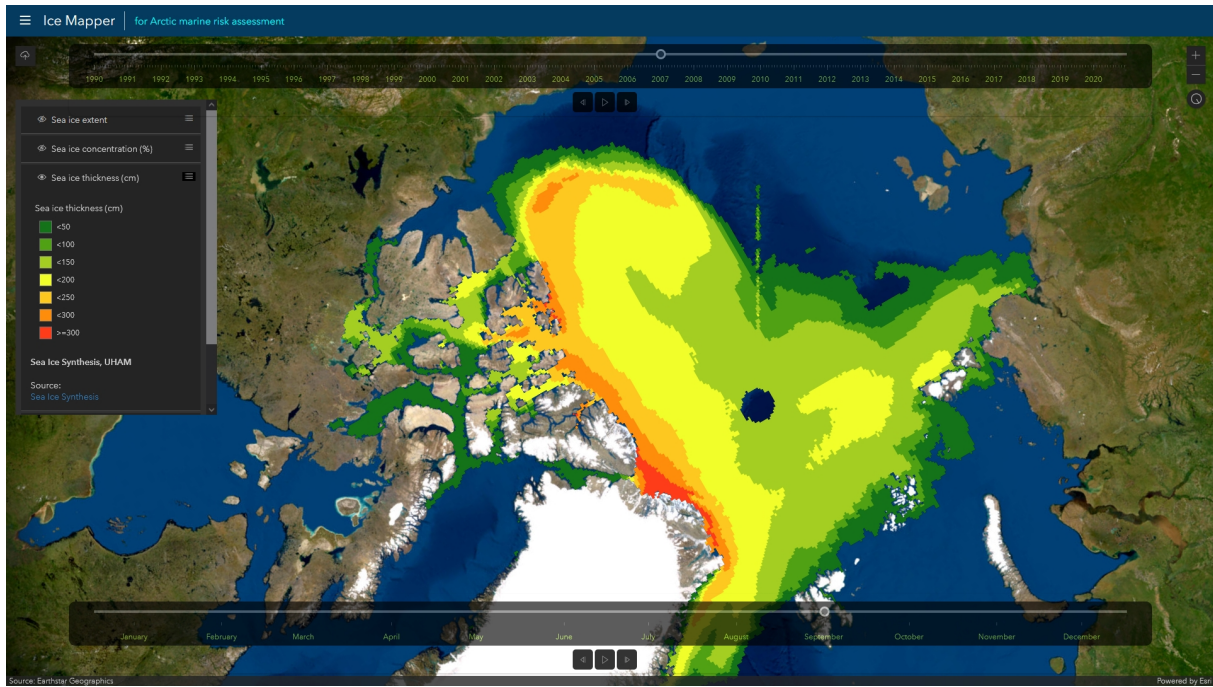 Ice Mapper for Arctic marine risk assessment
1990 1991 1992 1993 1994 1995 1996 1997 1998 1999 2000 2001 2002 2003 2004 2005 2006 2007 2008 2009 2010 2011 2012 2013 2014 2015 2016 2017 2018 2019 2020
Sea ice extent
Sea ice concentration (%)
Sea ice thickness (cm)
Sea ice thickness (cm)
<50
<100
<150
<200
<250
<300
>=300
Sea Ice Synthesis, UHAM
Source:
Sea Ice Synthesis
January February March April May June July August September October November December
Source: Earthstar Geographics
Powered by Esri